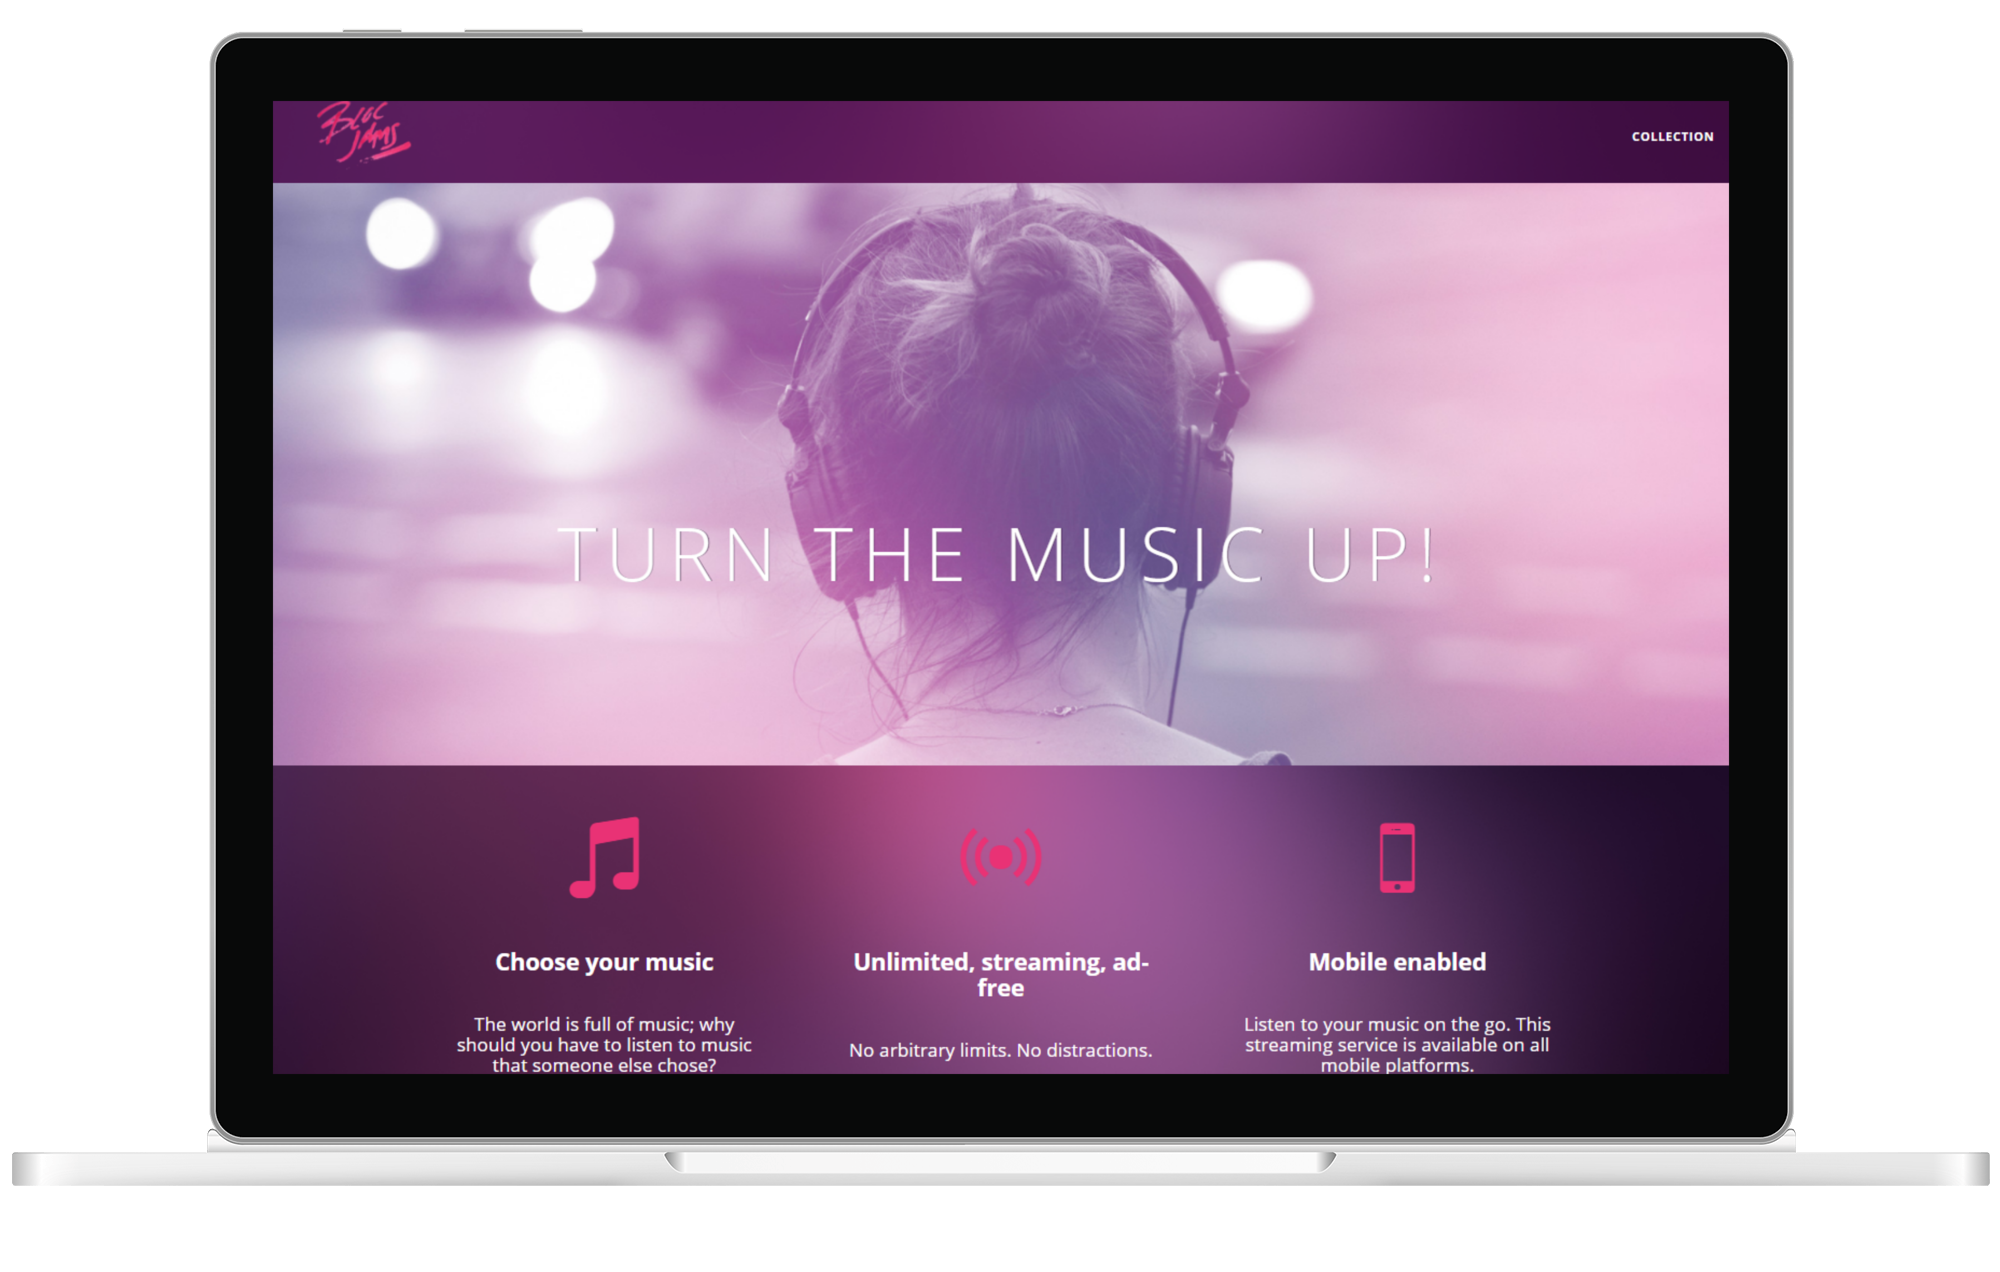 Bloc
Jams
COLLECTION
TURN THE MUSIC UP!
Choose your music
The world is full of music; why
should you have to listen to music
that someone else chose?
Unlimited, streaming, ad-
free
No arbitrary limits. No distractions.
Mobile enabled
Listen to your music on the go. This
streaming service is available on all
mobile platforms.